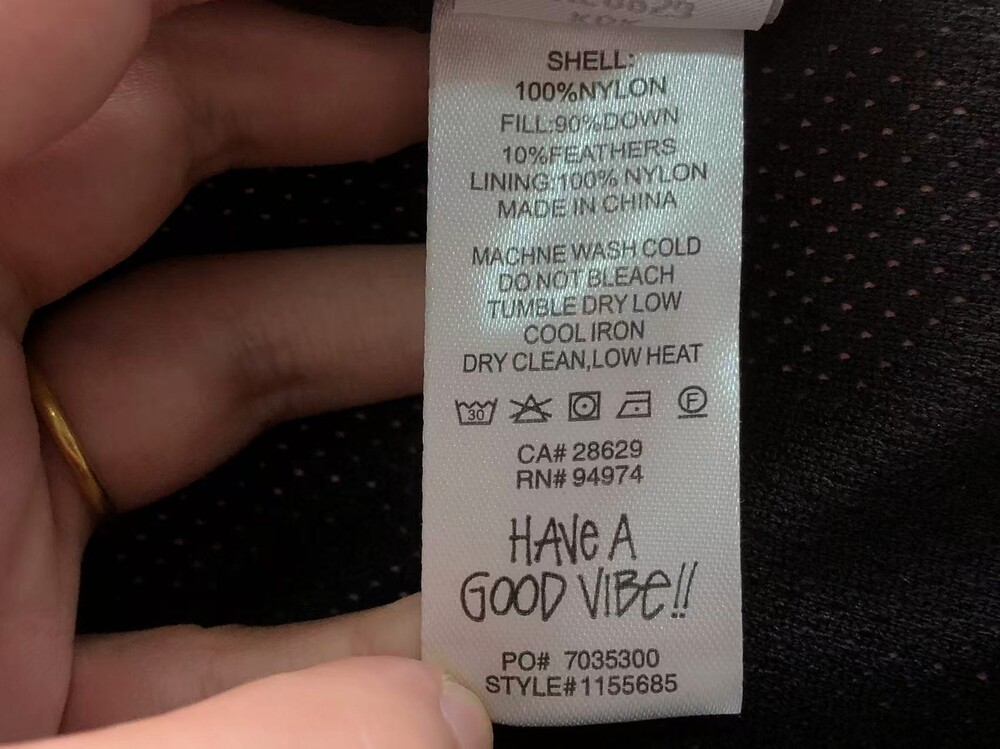 SHELL:
100%NYLON
FILL:90%DOWN
10%FEATHERS
LINING:100% NYLON
MADE IN CHINA
MACHNE WASH COLD
DO NOT BLEACH
TUMBLE DRY LOW
COOL IRON
DRY CLEAN,LOW HEAT
30
F
CA# 28629
RN# 94974
HAVE A
GOOD VIBE!!
PO# 7035300
STYLE#1155685